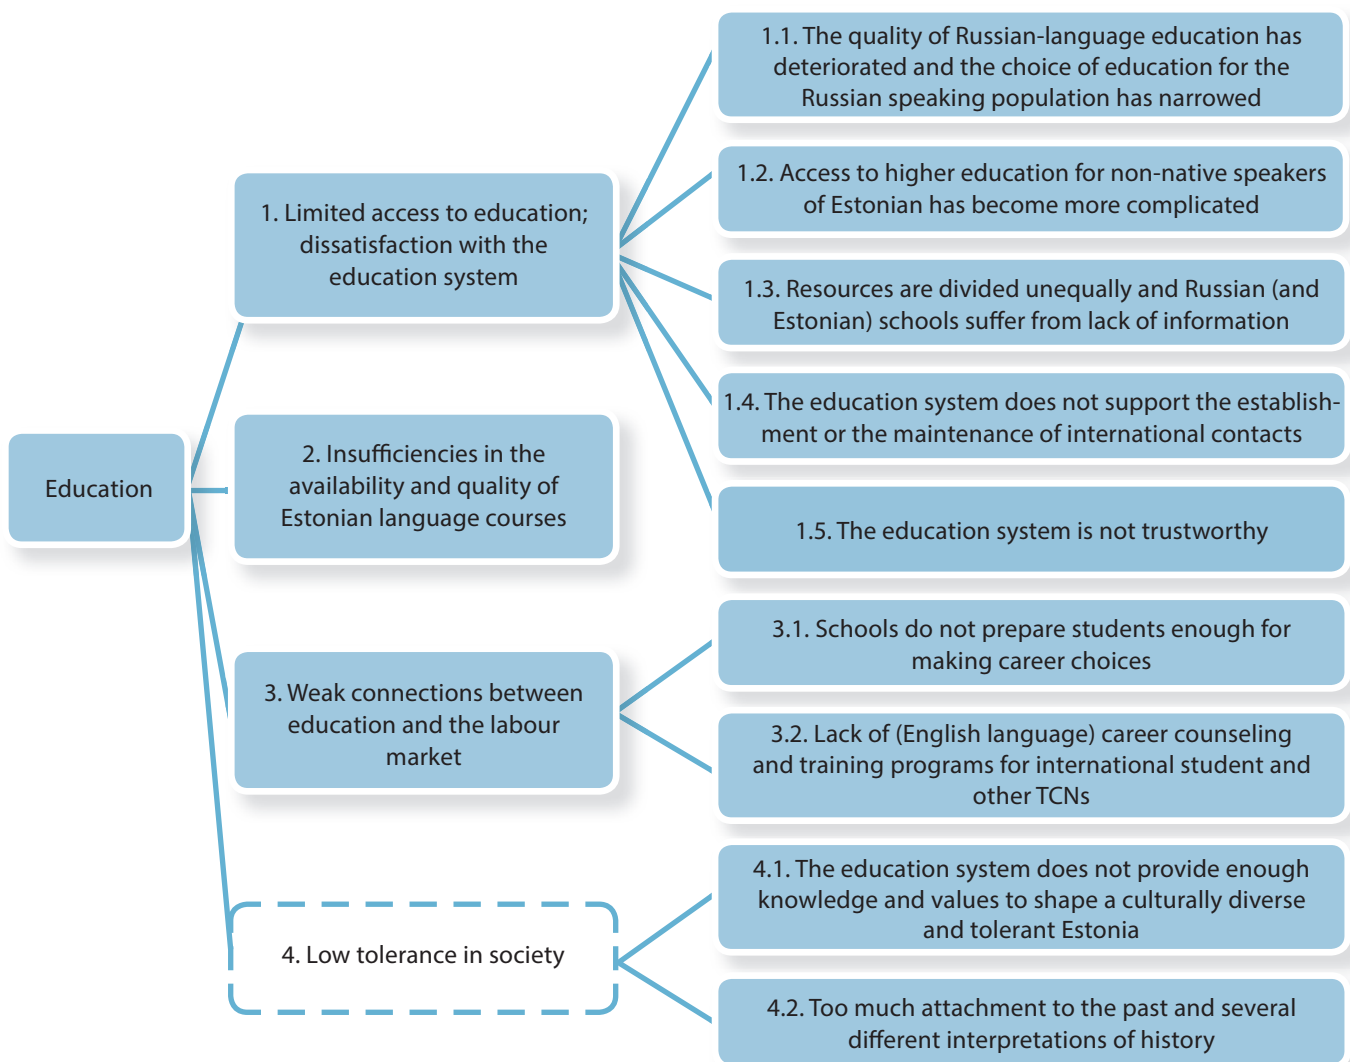 Education
1. Limited access to education;
dissatisfaction with the
education system
1.1. The quality of Russian-language education has
deteriorated and the choice of education for the
Russian speaking population has narrowed
1.2. Access to higher education for non-native speakers
of Estonian has become more complicated
1.3. Resources are divided unequally and Russian (and
Estonian) schools suffer from lack of information
1.4. The education system does not support the establish-
ment or the maintenance of international contacts
1.5. The education system is not trustworthy
2. Insufficiencies in the
availability and quality of
Estonian language courses
3. Weak connections between
education and the labour
market
3.1. Schools do not prepare students enough for
making career choices
3.2. Lack of (English language) career counseling
and training programs for international student and
other TCNs
4. Low tolerance in society
4.1. The education system does not provide enough
knowledge and values to shape a culturally diverse
and tolerant Estonia
4.2. Too much attachment to the past and several
different interpretations of history